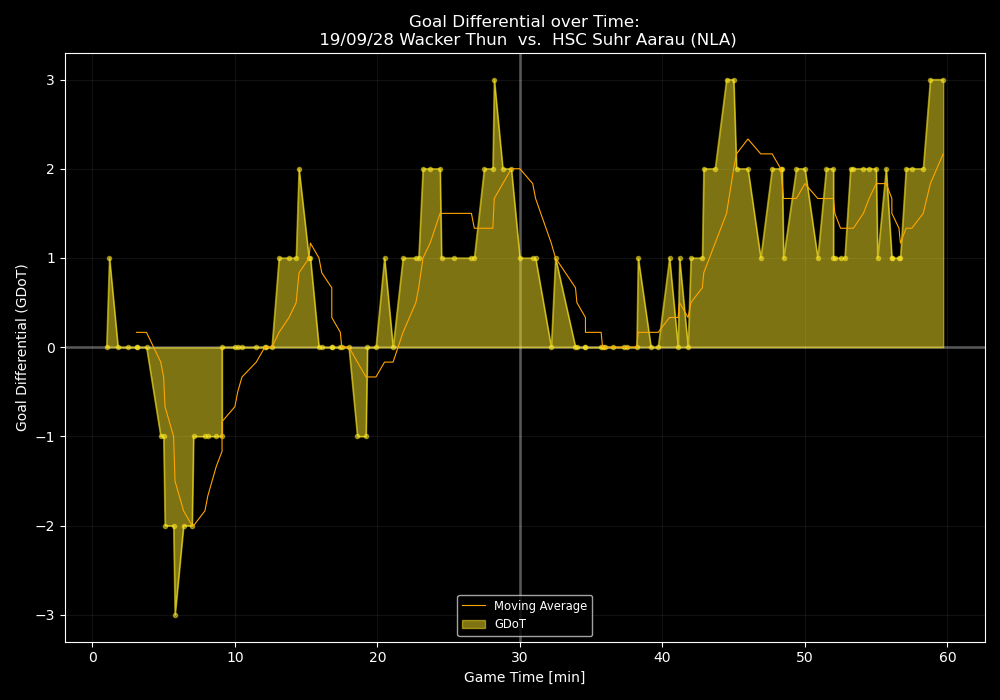 Goal Differential over Time:
19/09/28 Wacker Thun  vs.  HSC Suhr Aarau (NLA)
Goal Differential (GDoT)
3
2
1
0
−1
−2
−3
Moving Average
GDoT
0 10 20 30 40 50 60
Game Time [min]